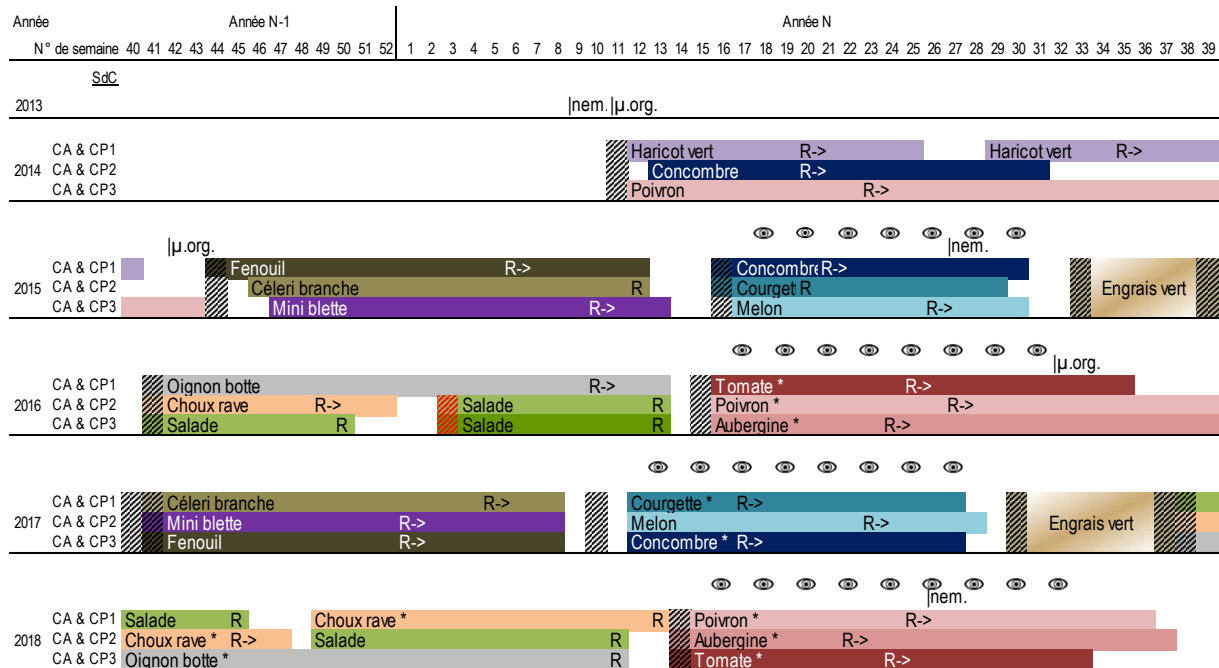 Année Année N-1 Année N
N° de semaine 40 41 42 43 44 45 46 47 48 49 50 51 52 1 2 3 4 5 6 7 8 9 10 11 12 13 14 15 16 17 18 19 20 21 22 23 24 25 26 27 28 29 30 31 32 33 34 35 36 37 38 39
SdC
2013 |nem. |µ.org.
CA & CP1 Haricot vert R-> Haricot vert R->
2014 CA & CP2 Concombre R->
CA & CP3 Poivron R->
|µ.org. |nem.
CA & CP1 Fenouil R-> Concombre R->
2015 CA & CP2 Céleri branche R Courget R Engrais vert
CA & CP3 Mini blette R-> Melon R->
|µ.org.
CA & CP1 Oignon botte R-> Tomate * R->
2016 CA & CP2 Choux rave R-> Salade R Poivron * R->
CA & CP3 Salade R Salade R Aubergine * R->
CA & CP1 Céleri branche R-> Courgette * R->
2017 CA & CP2 Mini blette R-> Melon R-> Engrais vert
CA & CP3 Fenouil R-> Concombre * R->
|nem.
CA & CP1 Salade R Choux rave * R Poivron * R->
2018 CA & CP2 Choux rave * R-> Salade R Aubergine * R->
CA & CP3 Oignon botte * R Tomate * R->